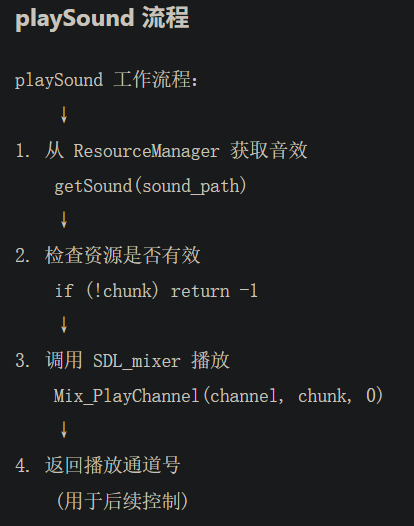 playSound 流程
playSound 工作流程:
↓
1. 从 ResourceManager 获取音效
getSound(sound_path)
↓
2. 检查资源是否有效
if (!chunk) return -1
↓
3. 调用 SDL_mixer 播放
Mix_PlayChannel(channel, chunk, 0)
↓
4. 返回播放通道号
(用于后续控制)